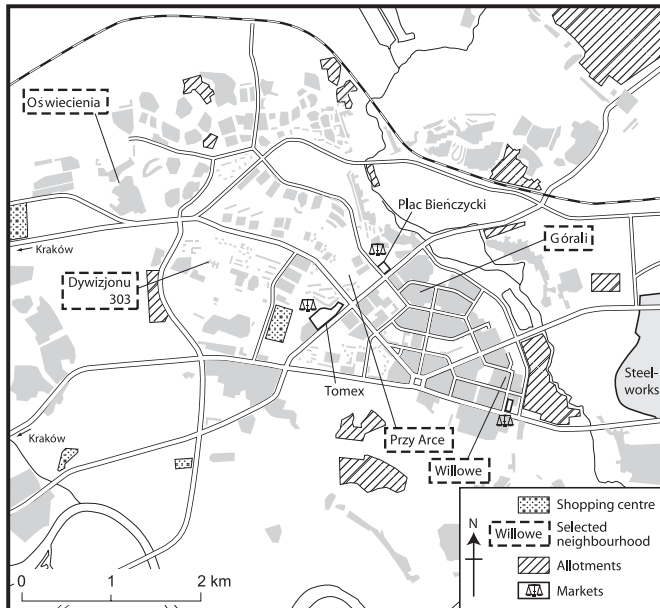 Oświecenia
Plac Bieńczycki
Górali
Kraków
Dywizjonu
303
Tomex
Steel-
works
Kraków
Przy Arce
Willowe
0 1 2 km
N
Shopping centre
Willowe
Selected
neighbourhood
Allotments
Markets